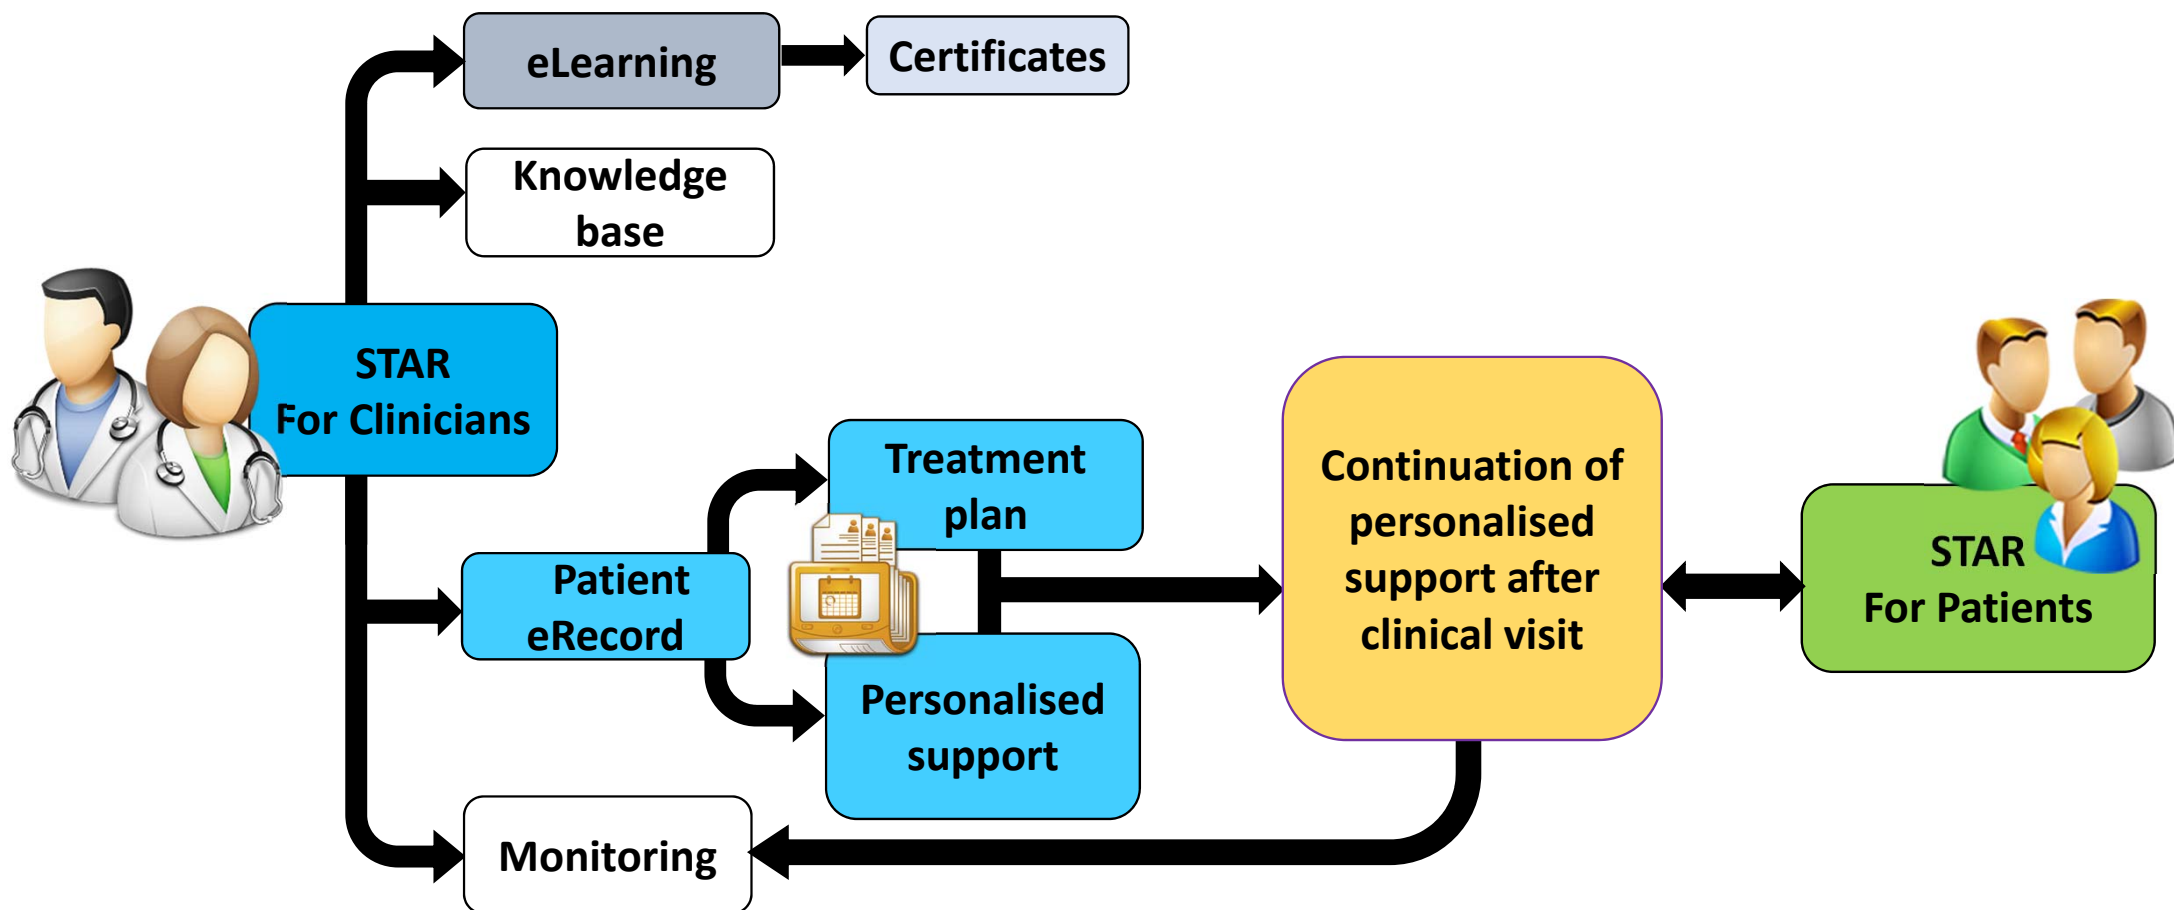 eLearning
Certificates
Knowledge
base
STAR
For Clinicians
Treatment
plan
Patient
eRecord
Personalised
support
Continuation of
personalised
support after
clinical visit
STAR
For Patients
Monitoring